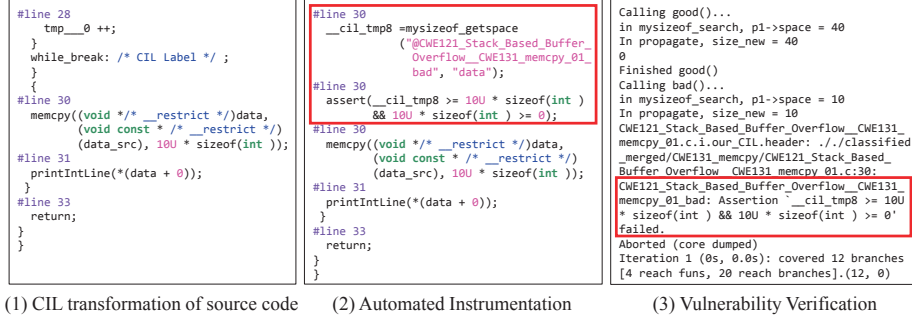 #line 28
tmp___0 ++;
}
while_break: /* CIL Label */ ;
}
{
#line 30
memcpy((void */* __restrict */)data,
(void const * /* __restrict */)
(data_src), 10U * sizeof(int ));
#line 31
printIntLine(*(data + 0));
}
#line 33
return;
}
}
(1) CIL transformation of source code
#line 30
__cil_tmp8 =mysizeof_getspace
("@CWE121_Stack_Based_Buffer_
Overflow__CWE131_memcpy_01_
bad", "data");
#line 30
assert(__cil_tmp8 >= 10U * sizeof(int )
&& 10U * sizeof(int ) >= 0);
#line 30
memcpy((void */* __restrict */)data,
(void const * /* __restrict */)
(data_src), 10U * sizeof(int ));
#line 31
printIntLine(*(data + 0));
}
#line 33
return;
}
}
(2) Automated Instrumentation
Calling good()...
in mysizeof_search, p1->space = 40
In propagate, size_new = 40
0
Finished good()
Calling bad()...
in mysizeof_search, p1->space = 10
In propagate, size_new = 10
CWE121_Stack_Based_Buffer_Overflow__CWE131_
memcpy_01.c.i.our_CIL.header: ././classified
_merged/CWE131_memcpy/CWE121_Stack_Based_
Buffer_Overflow__CWE131_memcpy_01.c:30:
CWE121_Stack_Based_Buffer_Overflow__CWE131_
memcpy_01_bad: Assertion `__cil_tmp8 >= 10U
* sizeof(int ) && 10U * sizeof(int ) >= 0'
failed.
Aborted (core dumped)
Iteration 1 (0s, 0.0s): covered 12 branches
[4 reach funs, 20 reach branches].(12, 0)
(3) Vulnerability Verification